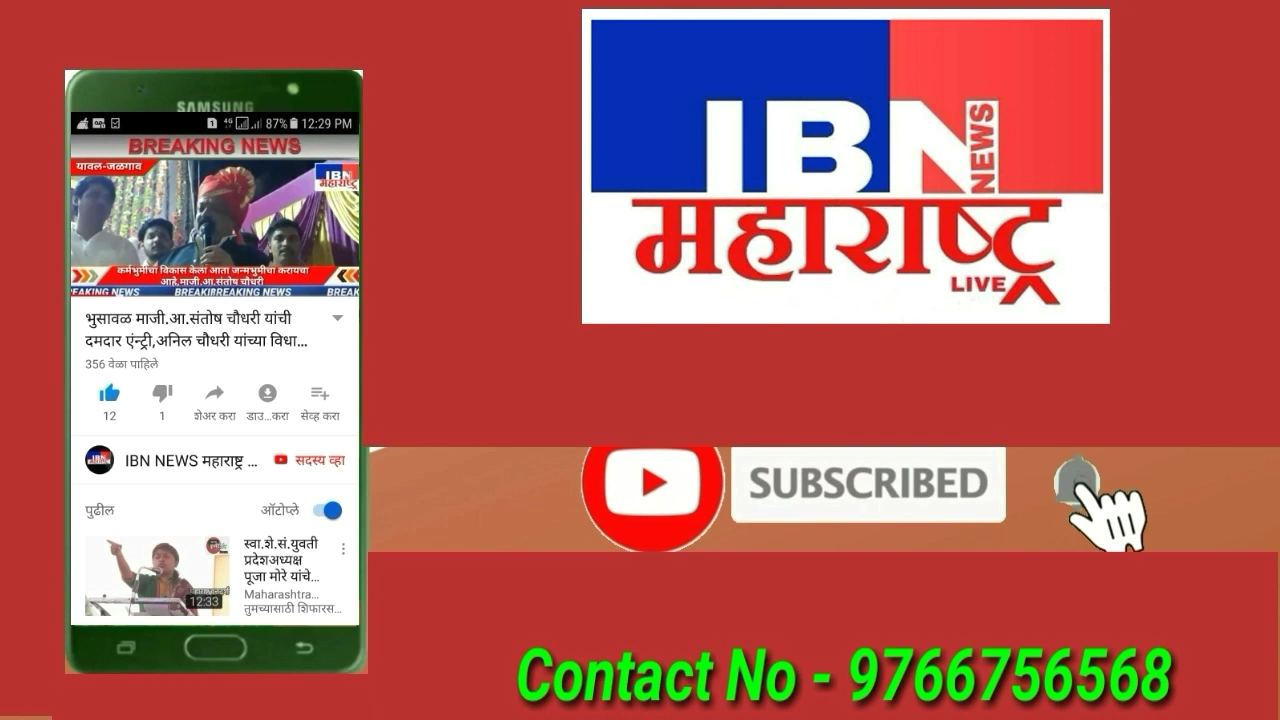 SAMSUNG
1 4G 87% 12:29 PM
BREAKING NEWS
यावल-जळगाव
IBN
महाराष्ट्र
कर्मभुमीचा विकास केला आता जन्मभुमीचा करायचा
आहे.माजी.आ.संतोष चौधरी
EAKING NEWS BREAKIBREAKING NEWS BREAK
भुसावळ माजी.आ.संतोष चौधरी यांची
दमदार एंन्ट्री,अनिल चौधरी यांच्या विधा...
356 वेळा पाहिले
12 1 शेअर करा डाउ...करा सेव्ह करा
IBN NEWS महाराष्ट्र ... सदस्य व्हा
पुढील ऑटोप्ले
स्वा.शे.सं.युवती
प्रदेशअध्यक्ष
पूजा मोरे यांचे...
Maharashtra...
तुमच्यासाठी शिफारस...
12:33
IBN NEWS
महाराष्ट्र
LIVE
SUBSCRIBED
Contact No - 9766756568